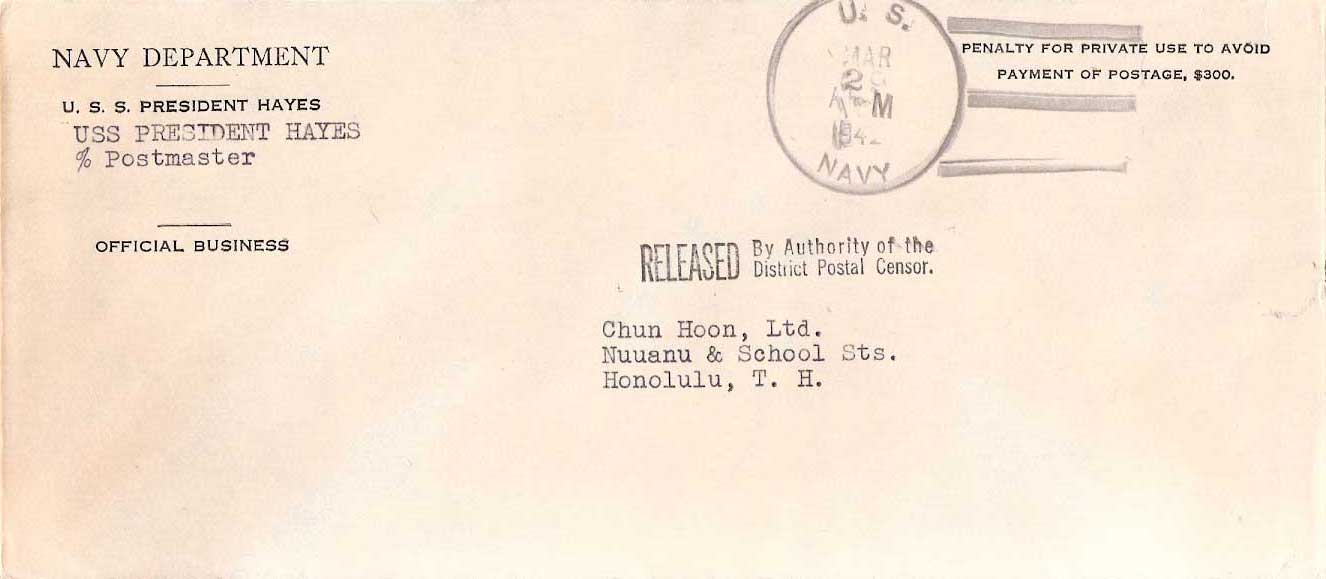 NAVY DEPARTMENT
U. S. S. PRESIDENT HAYES
USS PRESIDENT HAYES
% Postmaster
OFFICIAL BUSINESS
U. S.
MAR
M
NAVY
PENALTY FOR PRIVATE USE TO AVOID
PAYMENT OF POSTAGE, $300.
RELEASED By Authority of the
District Postal Censor.
Chun Hoon, Ltd.
Nuuanu & School Sts.
Honolulu, T. H.